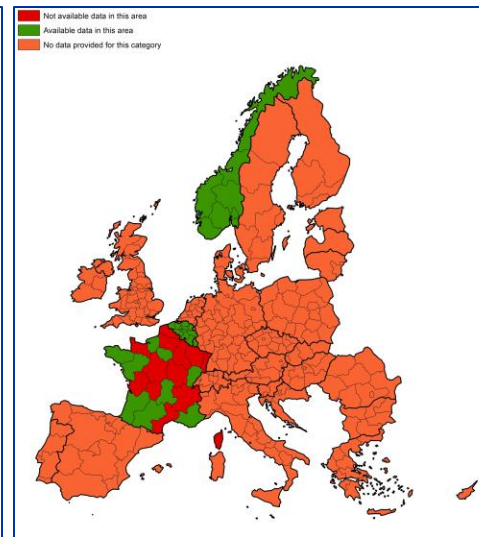 Not available data in this area
Available data in this area
No data provided for this category